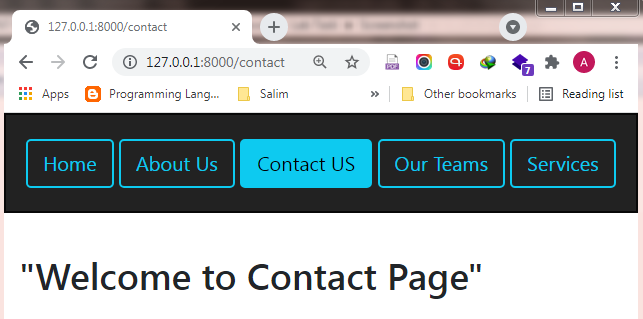 127.0.0.1:8000/contact
127.0.0.1:8000/contact
PDF
7
A
Apps Programming Lang... Salim » Other bookmarks Reading list
Home About Us Contact US Our Teams Services
"Welcome to Contact Page"